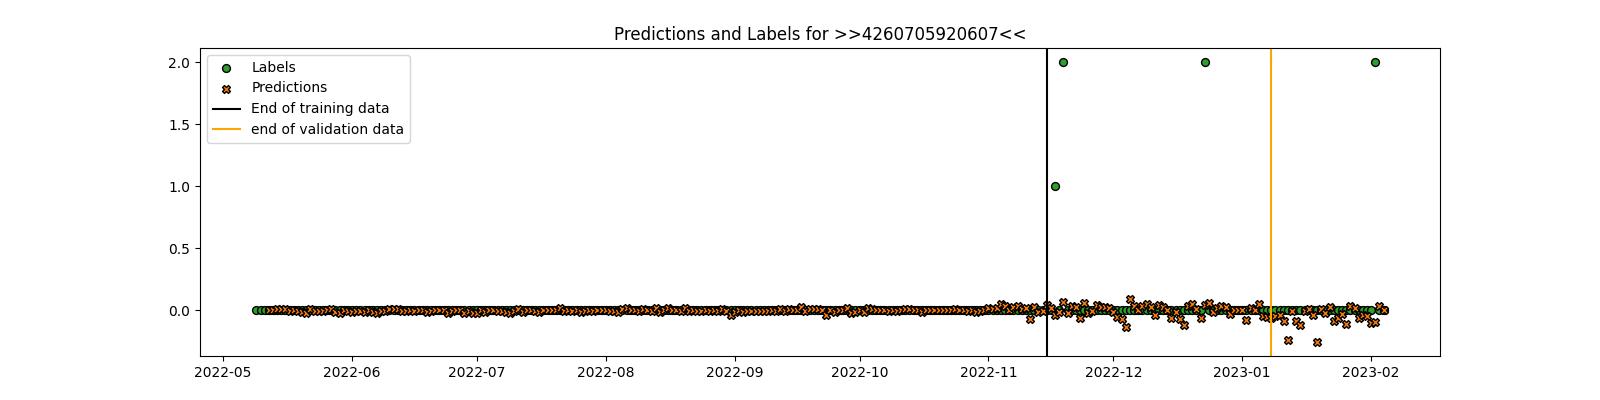 Predictions and Labels for >>4260705920607<<
2.0
1.5
1.0
0.5
0.0
Labels
Predictions
End of training data
end of validation data
2022-05 2022-06 2022-07 2022-08 2022-09 2022-10 2022-11 2022-12 2023-01 2023-02